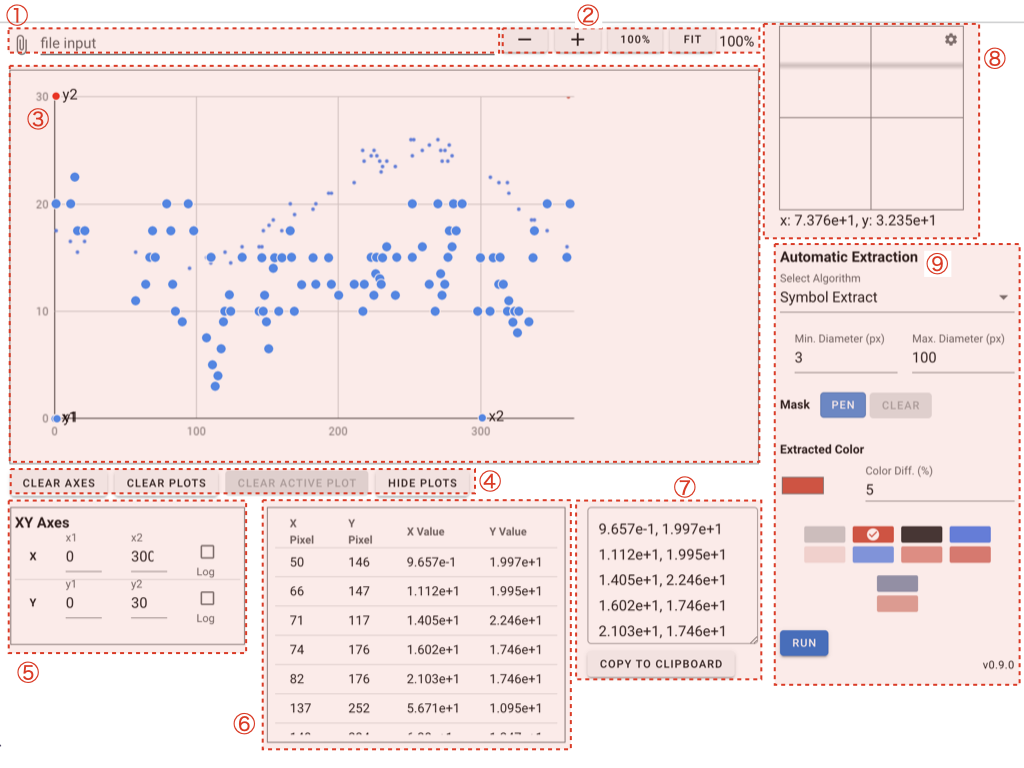 ①
②
file input
100%
FIT
100%
⑧
30
y2
③
20
x: 7.376e+1, y: 3.235e+1
10
Automatic Extraction
⑨
Select Algorithm
Symbol Extract
Min. Diameter (px)
Max. Diameter (px)
3
100
0
x2
0
100
200
300
Mask
PEN
CLEAR
Extracted Color
Color Diff. (%)
5
RUN
v0.9.0
CLEAR AXES
CLEAR PLOTS
CLEAR ACTIVE PLOT
HIDE PLOTS
④
⑦
XY Axes
x1
x2
X
0
300
Log
y1
y2
Y
0
30
Log
⑤
X Pixel
Y Pixel
X Value
Y Value
50 146 9.657e-1 1.997e+1
66 147 1.112e+1 1.995e+1
71 117 1.405e+1 2.246e+1
74 176 1.602e+1 1.746e+1
82 176 2.103e+1 1.746e+1
137 252 5.671e+1 1.095e+1
⑥
9.657e-1, 1.997e+1
1.112e+1, 1.995e+1
1.405e+1, 2.246e+1
1.602e+1, 1.746e+1
2.103e+1, 1.746e+1
COPY TO CLIPBOARD